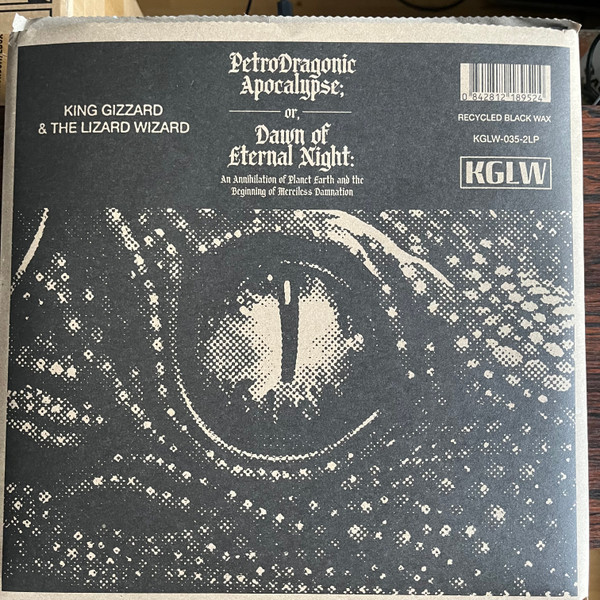 KING GIZZARD
& THE LIZARD WIZARD
PetroDragonic
Apocalypse;
or,
Dawn of
Eternal Night:
An Annihilation of Planet Earth and the
Beginning of Merciless Damnation
0 842812 189524
RECYCLED BLACK WAX
KGLW-035-2LP
KGLW